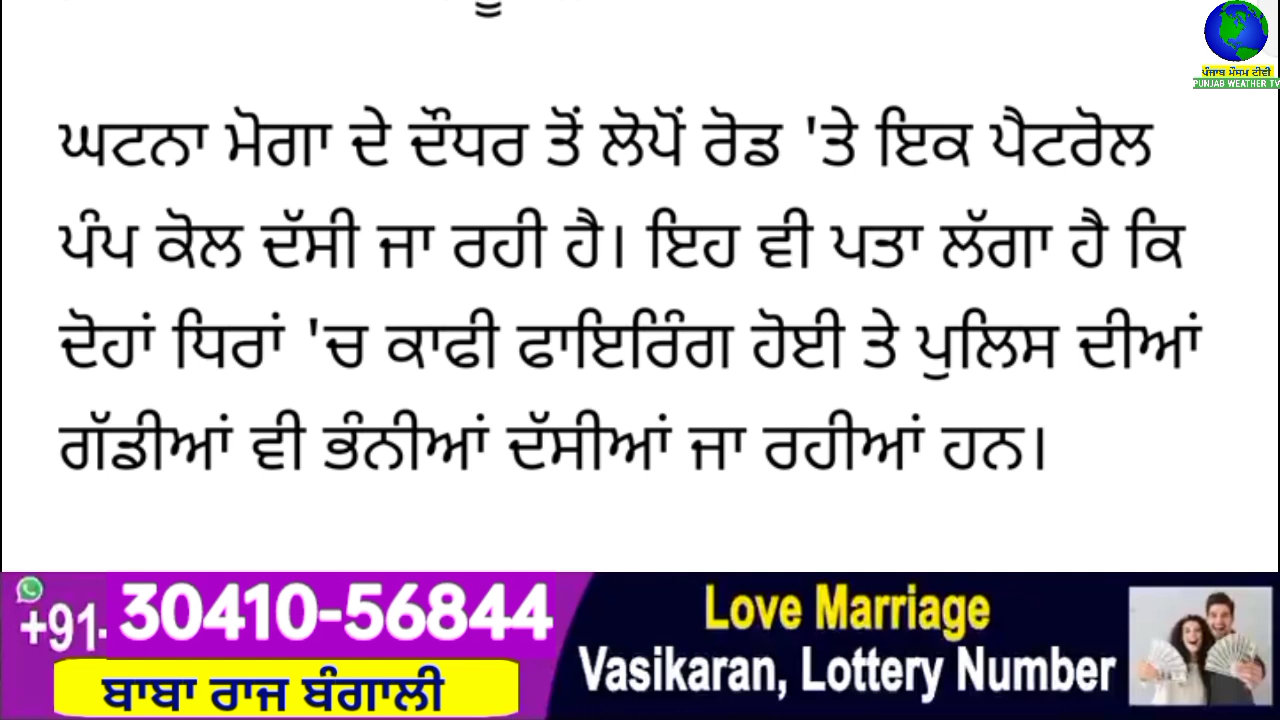 ਪੰਜਾਬ ਮੌਸਮ ਟੀਵੀ
PUNJAB WEATHER TV
ਘਟਨਾ ਮੋਗਾ ਦੇ ਦੌਧਰ ਤੋਂ ਲੋਪੋਂ ਰੋਡ 'ਤੇ ਇਕ ਪੈਟਰੋਲ
ਪੰਪ ਕੋਲ ਦੱਸੀ ਜਾ ਰਹੀ ਹੈ। ਇਹ ਵੀ ਪਤਾ ਲੱਗਾ ਹੈ ਕਿ
ਦੋਹਾਂ ਧਿਰਾਂ 'ਚ ਕਾਫੀ ਫਾਇਰਿੰਗ ਹੋਈ ਤੇ ਪੁਲਿਸ ਦੀਆਂ
ਗੱਡੀਆਂ ਵੀ ਭੰਨੀਆਂ ਦੱਸੀਆਂ ਜਾ ਰਹੀਆਂ ਹਨ।
+91- 30410-56844
ਬਾਬਾ ਰਾਜ ਬੰਗਾਲੀ
Love Marriage
Vasikaran, Lottery Number